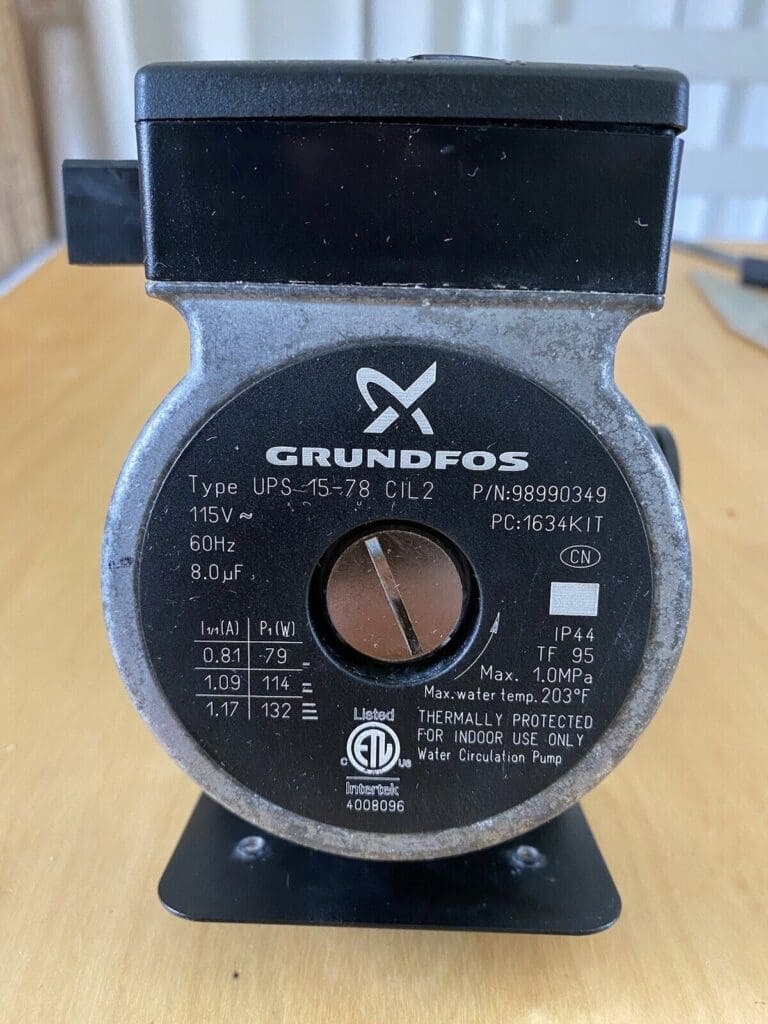 GRUNDFOS
Type UPS 15-78 CIL2 P/N:98990349
115V ≈ PC:1634KIT
60Hz
8.0µF
CN
I₁/₁(A) P₁(W)
0.81 79
1.09 114
1.17 132
IP44
TF 95
Max. 1.0MPa
Max.water temp.203°F
THERMALLY PROTECTED
FOR INDOOR USE ONLY
Water Circulation Pump
Listed
C ETL US
Intertek
4008096